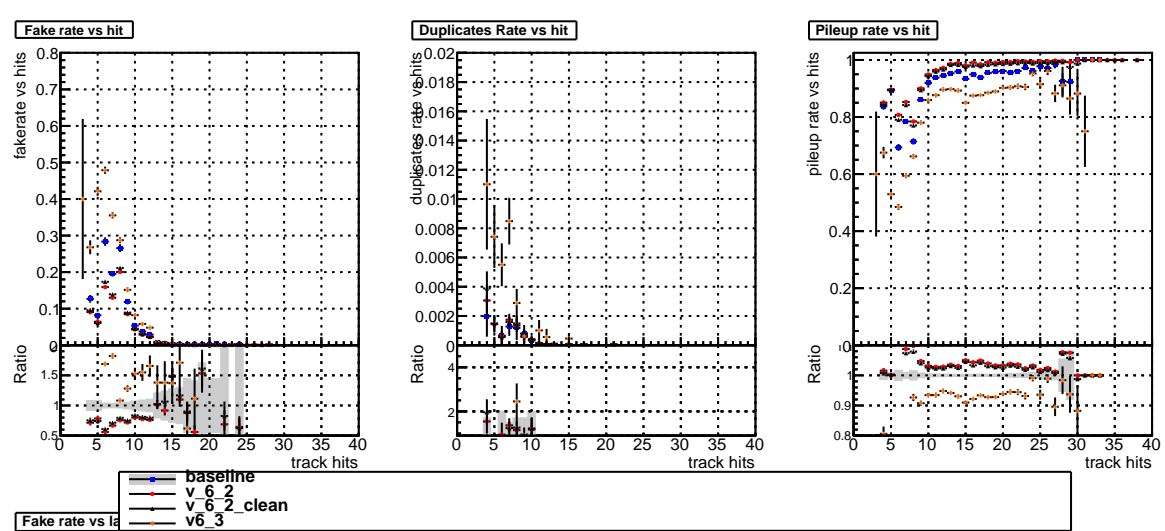 Fake rate vs hit
Duplicates Rate vs hit
Pileup rate vs hit
fakerate vs hits
0.8
0.7
0.6
0.5
0.4
0.3
0.2
0.1
0
Ratio
1.5
1
0.5
0 5 10 15 20 25 30 35 40
track hits
duplicates rate vs hits
0.02
0.018
0.016
0.014
0.012
0.01
0.008
0.006
0.004
0.002
0
Ratio
4
2
0 5 10 15 20 25 30 35 40
track hits
pileup rate vs hits
1
0.8
0.6
0.4
0.2
Ratio
1
0.9
0.8
0 5 10 15 20 25 30 35 40
track hits
baseline
v_6_2
v_6_2_clean
v6_3
Fake rate vs la